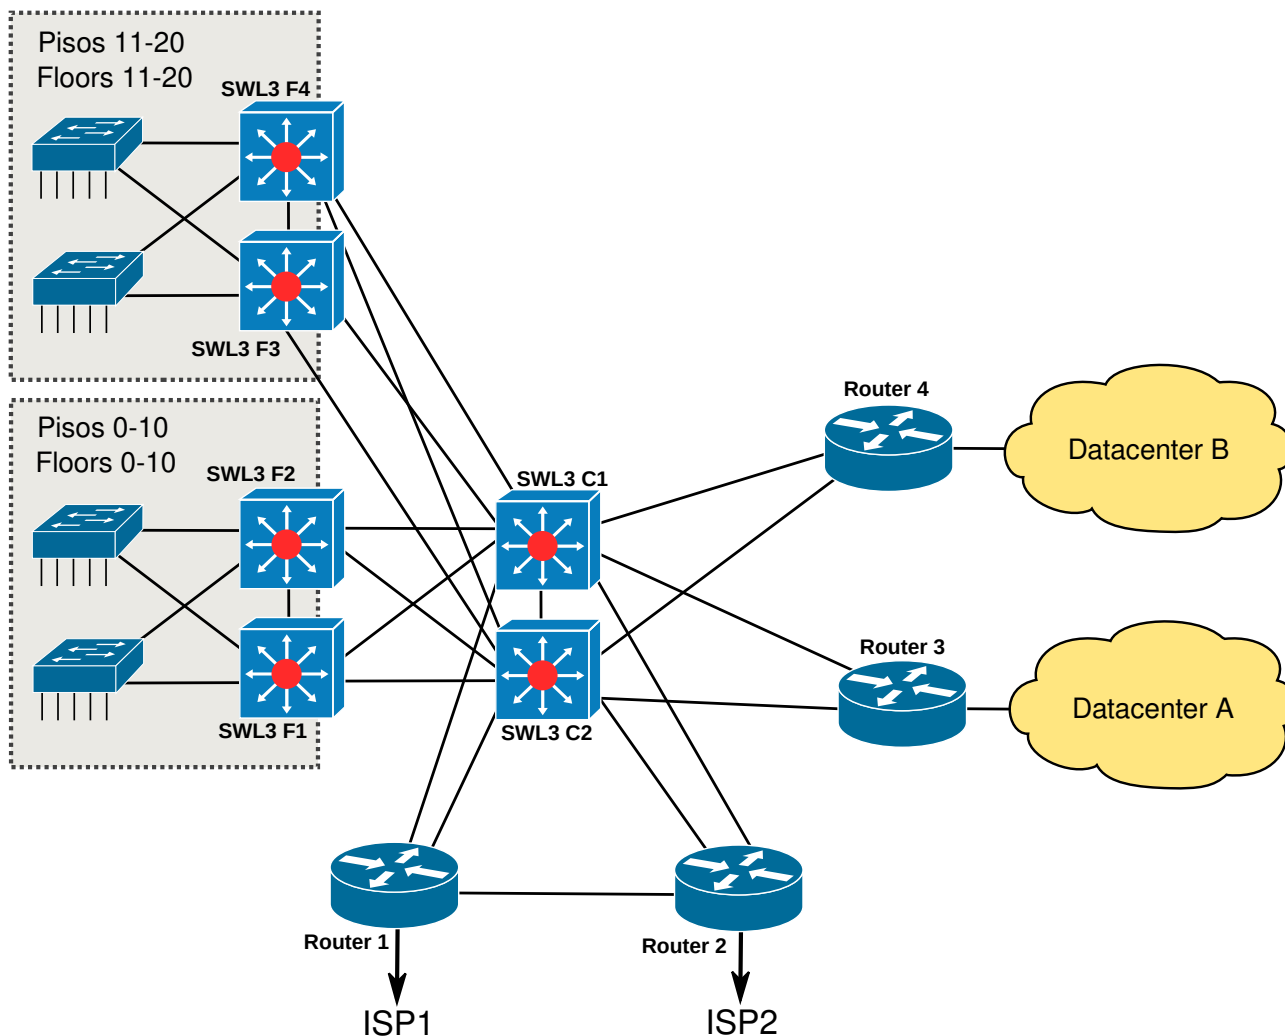 Pisos 11-20
Floors 11-20
SWL3 F4
SWL3 F3
Pisos 0-10
Floors 0-10
SWL3 F2
SWL3 F1
SWL3 C1
SWL3 C2
Router 4
Datacenter B
Router 3
Datacenter A
Router 1
Router 2
ISP1
ISP2